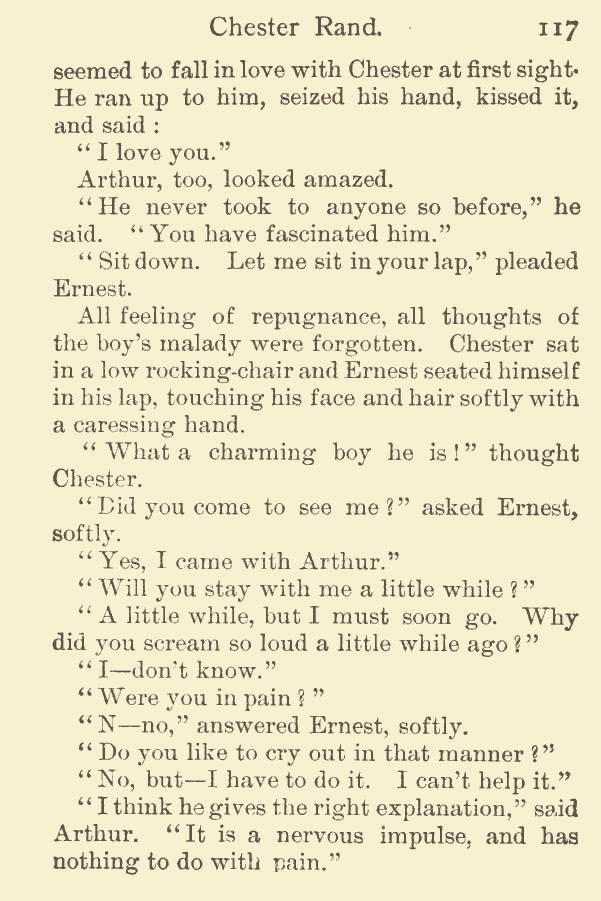 Chester Rand. 117
seemed to fall in love with Chester at first sight.
He ran up to him, seized his hand, kissed it,
and said :
“ I love you.”
Arthur, too, looked amazed.
“ He never took to anyone so before,” he
said. “ You have fascinated him.”
“ Sit down. Let me sit in your lap,” pleaded
Ernest.
All feeling of repugnance, all thoughts of
the boy’s malady were forgotten. Chester sat
in a low rocking-chair and Ernest seated himself
in his lap, touching his face and hair softly with
a caressing hand.
“ What a charming boy he is ! ” thought
Chester.
“ Did you come to see me ? ” asked Ernest,
softly.
“ Yes, I came with Arthur.”
“ Will you stay with me a little while ? ”
“ A little while, but I must soon go. Why
did you scream so loud a little while ago ? ”
“ I—don’t know.”
“ Were you in pain ? ”
“ N—no,” answered Ernest, softly.
“ Do you like to cry out in that manner ? ”
“ No, but—I have to do it. I can’t help it.”
“ I think he gives the right explanation,” said
Arthur. “ It is a nervous impulse, and has
nothing to do with pain.”